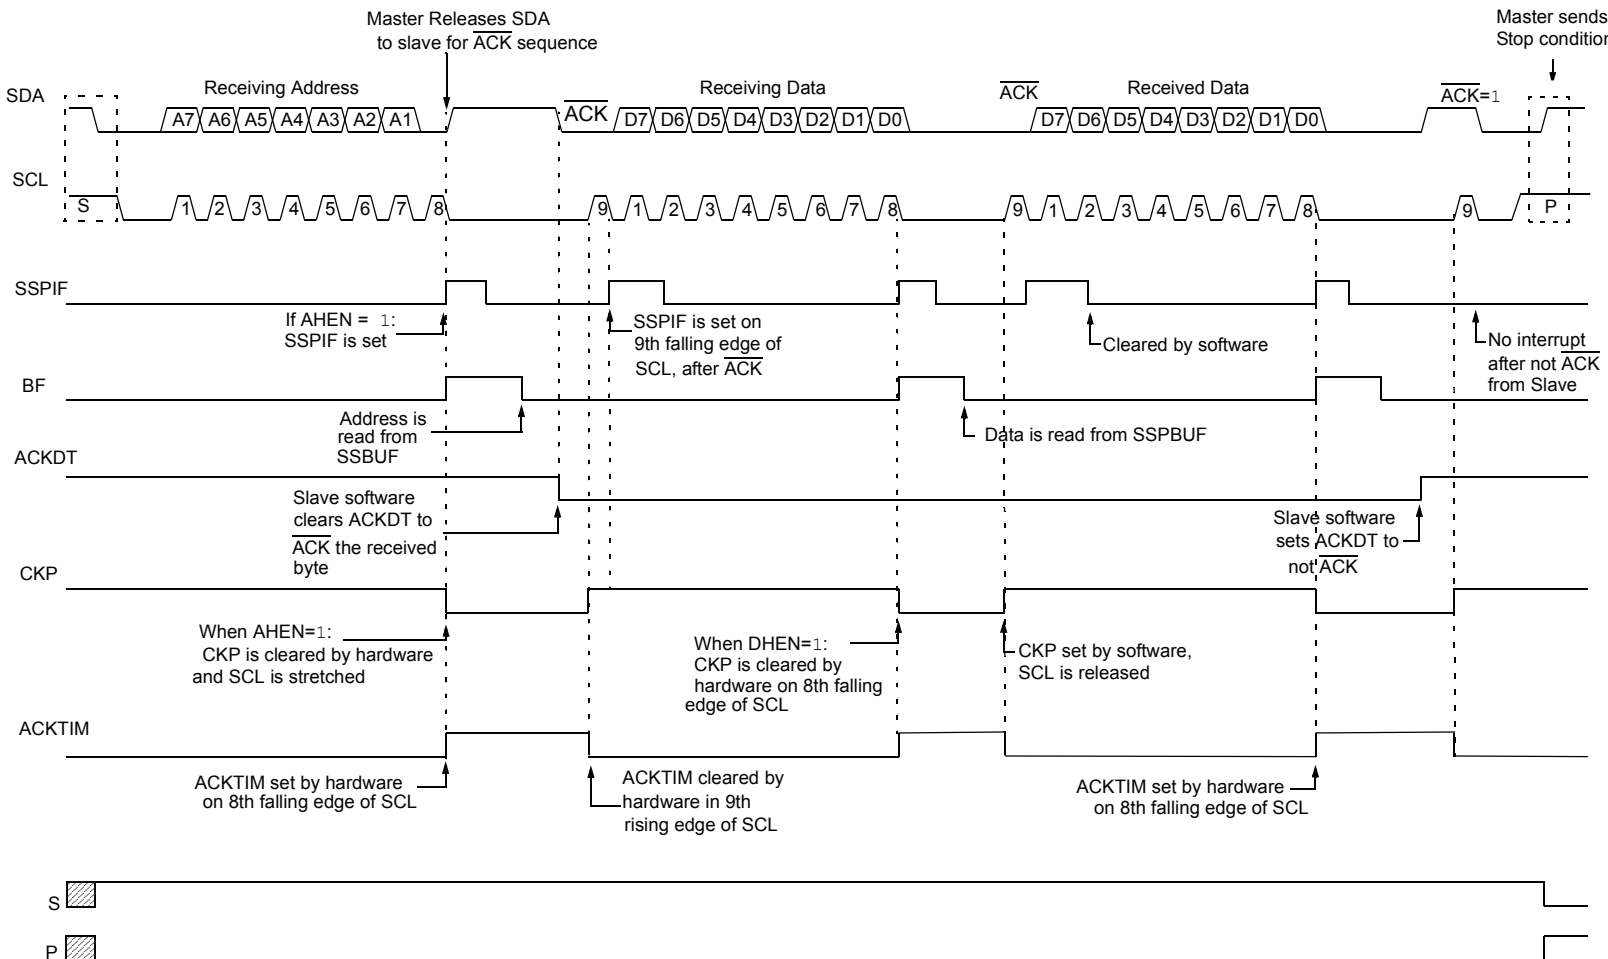 Master Releases SDA
to slave for ACK sequence
Master sends
Stop condition
SDA
Receiving Address
A7 A6 A5 A4 A3 A2 A1
ACK
Receiving Data
D7 D6 D5 D4 D3 D2 D1 D0
ACK
Received Data
D7 D6 D5 D4 D3 D2 D1 D0
ACK=1
SCL
S
1 2 3 4 5 6 7 8
9 1 2 3 4 5 6 7 8
9 1 2 3 4 5 6 7 8
9
P
SSPIF
If AHEN = 1:
SSPIF is set
SSPIF is set on
9th falling edge of
SCL, after ACK
Cleared by software
No interrupt
after not ACK
from Slave
BF
Address is
read from
SSBUF
Data is read from SSPBUF
ACKDT
Slave software
clears ACKDT to
ACK the received
byte
Slave software
sets ACKDT to
not ACK
CKP
When AHEN=1:
CKP is cleared by hardware
and SCL is stretched
When DHEN=1:
CKP is cleared by
hardware on 8th falling
edge of SCL
CKP set by software,
SCL is released
ACKTIM
ACKTIM set by hardware
on 8th falling edge of SCL
ACKTIM cleared by
hardware in 9th
rising edge of SCL
ACKTIM set by hardware
on 8th falling edge of SCL
S
P